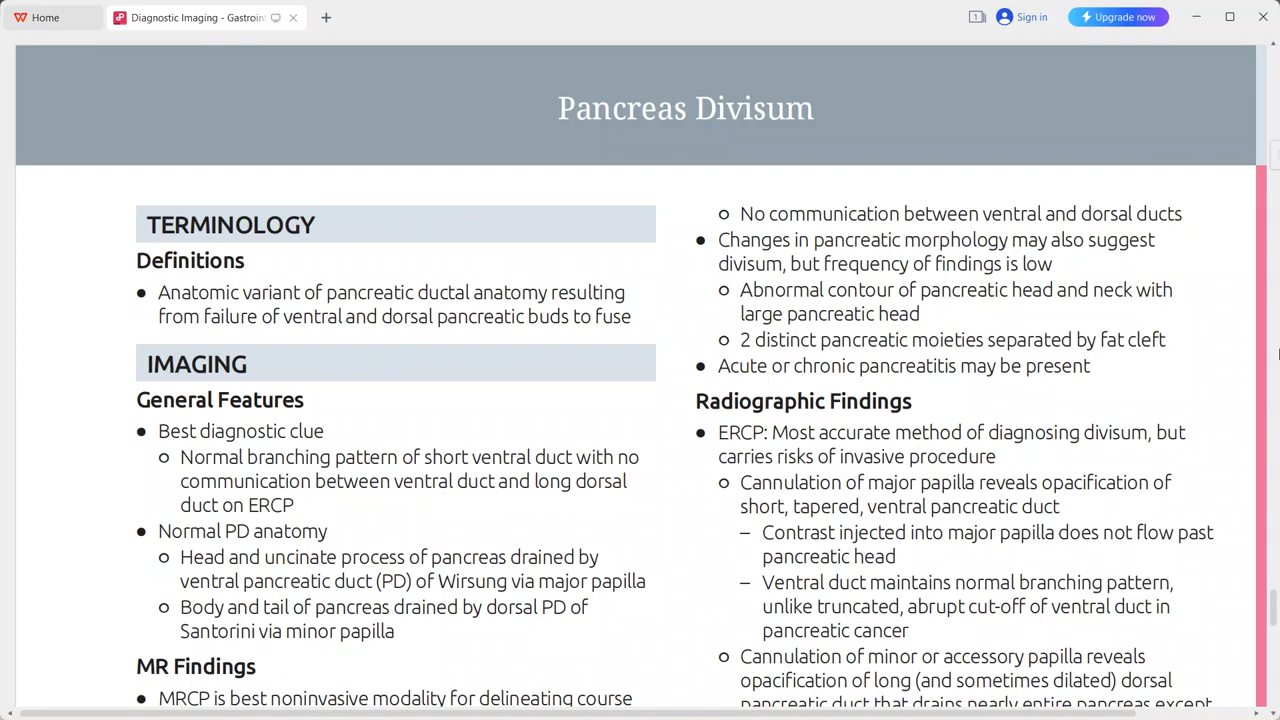 Home
Diagnostic Imaging - Gastroint
Sign in
Upgrade now
Pancreas Divisum
TERMINOLOGY
Definitions
● Anatomic variant of pancreatic ductal anatomy resulting
from failure of ventral and dorsal pancreatic buds to fuse
IMAGING
General Features
● Best diagnostic clue
○ Normal branching pattern of short ventral duct with no
communication between ventral duct and long dorsal
duct on ERCP
● Normal PD anatomy
○ Head and uncinate process of pancreas drained by
ventral pancreatic duct (PD) of Wirsung via major papilla
○ Body and tail of pancreas drained by dorsal PD of
Santorini via minor papilla
MR Findings
● MRCP is best noninvasive modality for delineating course
○ No communication between ventral and dorsal ducts
● Changes in pancreatic morphology may also suggest
divisum, but frequency of findings is low
○ Abnormal contour of pancreatic head and neck with
large pancreatic head
○ 2 distinct pancreatic moieties separated by fat cleft
● Acute or chronic pancreatitis may be present
Radiographic Findings
● ERCP: Most accurate method of diagnosing divisum, but
carries risks of invasive procedure
○ Cannulation of major papilla reveals opacification of
short, tapered, ventral pancreatic duct
– Contrast injected into major papilla does not flow past
pancreatic head
– Ventral duct maintains normal branching pattern,
unlike truncated, abrupt cut-off of ventral duct in
pancreatic cancer
○ Cannulation of minor or accessory papilla reveals
opacification of long (and sometimes dilated) dorsal
pancreatic duct that drains nearly entire pancreas except